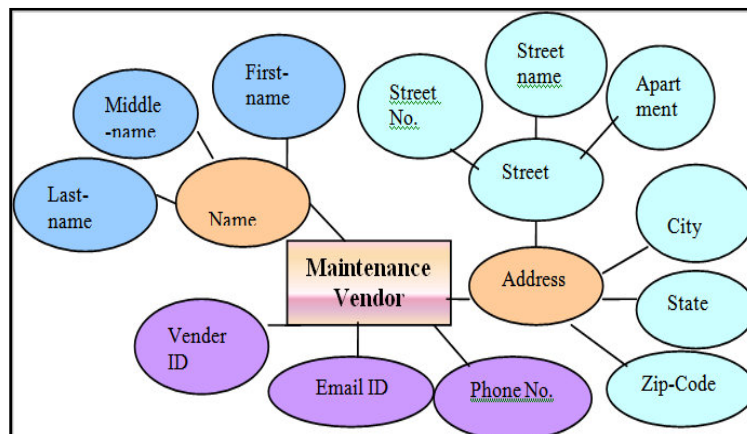 First-
name
Middle
-name
Last-
name
Name
Street
No.
Street
name
Apart
ment
Street
Maintenance
Vendor
Address
City
State
Zip-Code
Vender
ID
Email ID
Phone No.